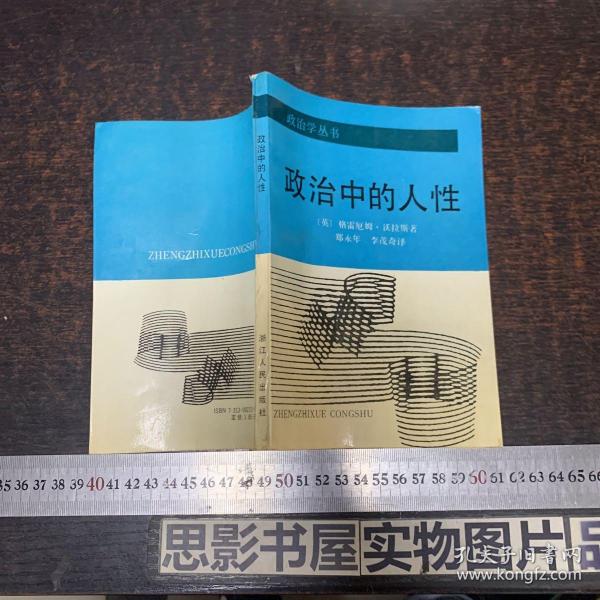 政治学丛书
政治中的人性
〔英〕格雷厄姆·沃拉斯著
郑永年 李茂奇译
ZHENGZHIXUE CONGSHU
政治中的人性
浙江人民出版社
ZHENGZHIXUECONGSHU
ISBN 7-213-
35 36 37 38 39 40 41 42 43 44 45 46 47 48 49 50 51 52 53 54 55 56 57 58 59 60 61 62 63 64 65 66
思影书屋实物图片
孔夫子旧书网
www.kongfz.com